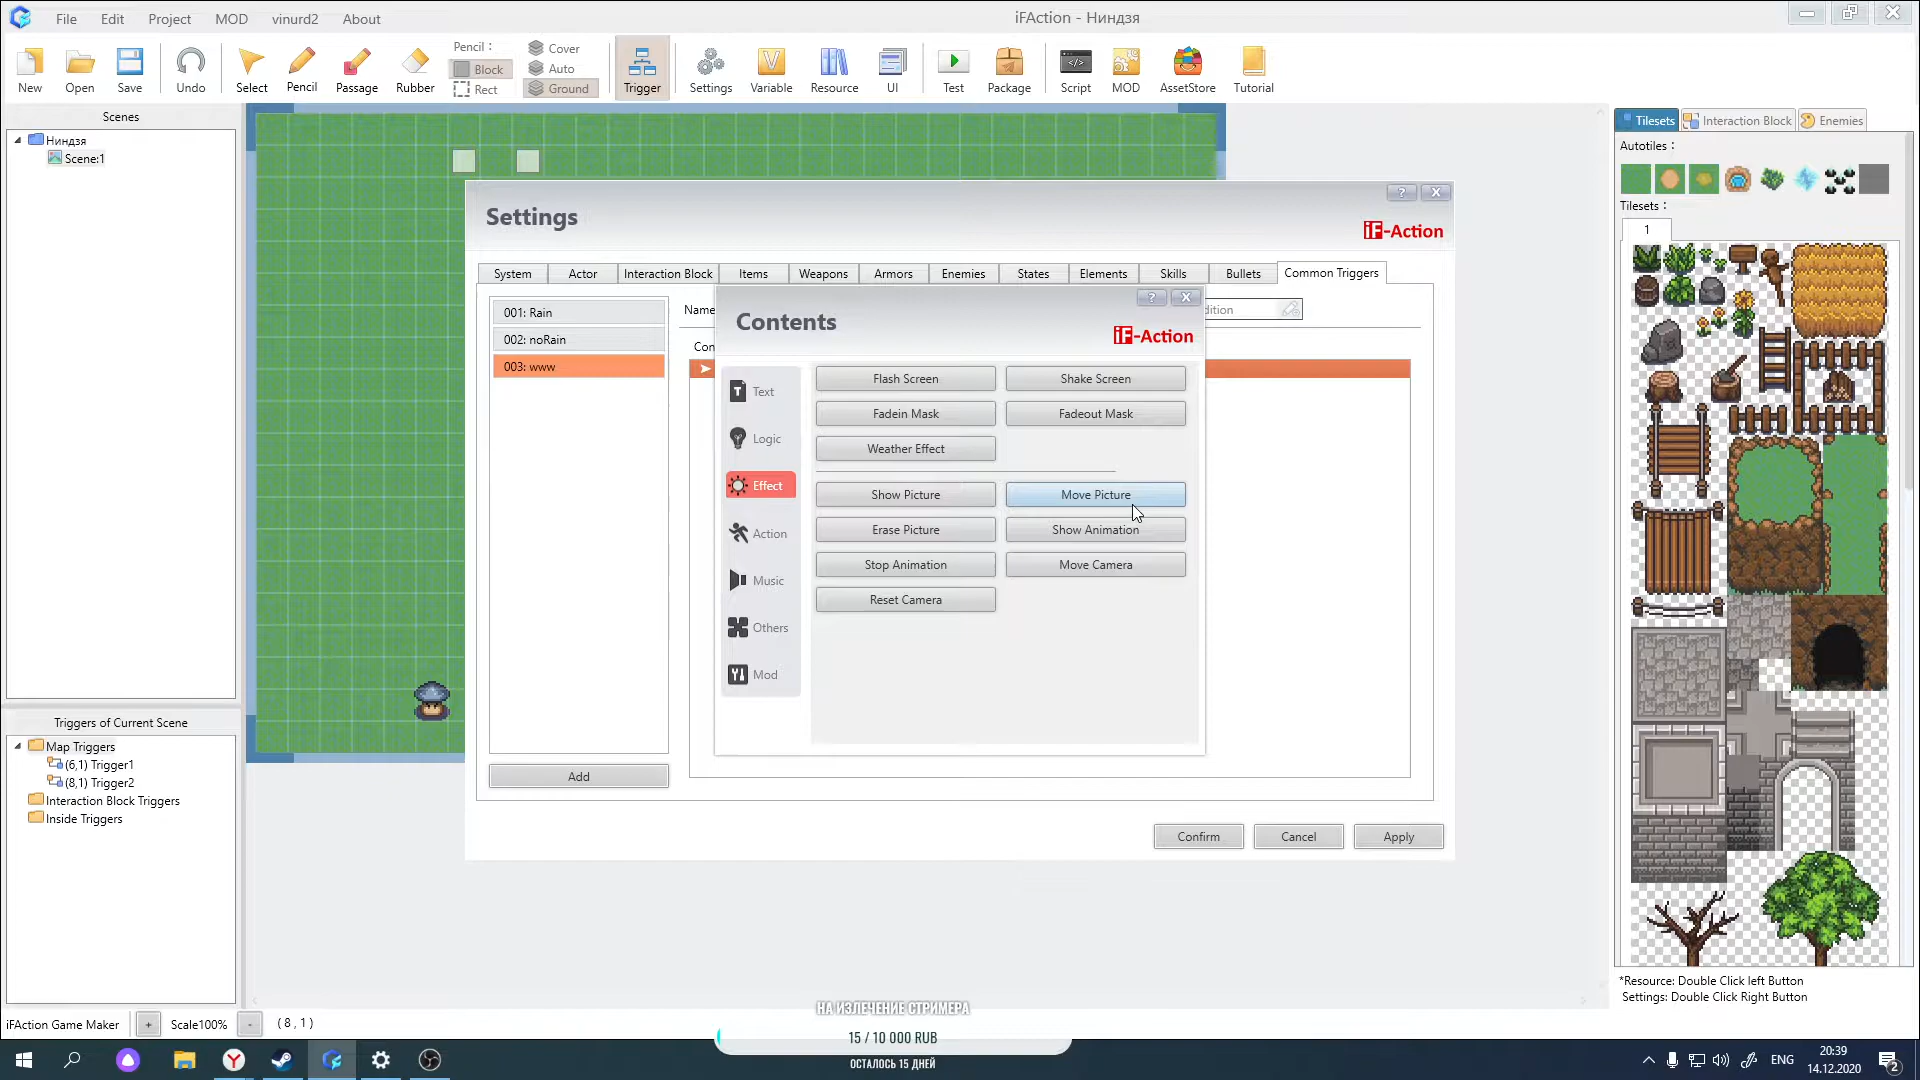 File Edit Project MOD vinurd2 About
iFAction - Ниндзя
New Open Save Undo Select Pencil Passage Rubber
Pencil :
Block
Rect
Cover
Auto
Ground
Trigger Settings Variable Resource UI Test Package Script MOD AssetStore Tutorial
Scenes
Ниндзя
Scene:1
Triggers of Current Scene
Map Triggers
(6,1) Trigger1
(8,1) Trigger2
Interaction Block Triggers
Inside Triggers
Settings
iF-Action
System Actor Interaction Block Items Weapons Armors Enemies States Elements Skills Bullets Common Triggers
001: Rain
002: noRain
003: www
Add
Name
dition
Con
Contents
iF-Action
Text
Logic
Effect
Action
Music
Others
Mod
Flash Screen Shake Screen
Fadein Mask Fadeout Mask
Weather Effect
Show Picture Move Picture
Erase Picture Show Animation
Stop Animation Move Camera
Reset Camera
Confirm Cancel Apply
Tilesets Interaction Block Enemies
Autotiles :
Tilesets :
1
*Resource: Double Click left Button
Settings: Double Click Right Button
iFAction Game Maker + Scale100% - ( 8 , 1 )
НА ИЗЛЕЧЕНИЕ СТРИМЕРА
15 / 10 000 RUB
ОСТАЛОСЬ 15 ДНЕЙ
ENG
20:39
14.12.2020
2